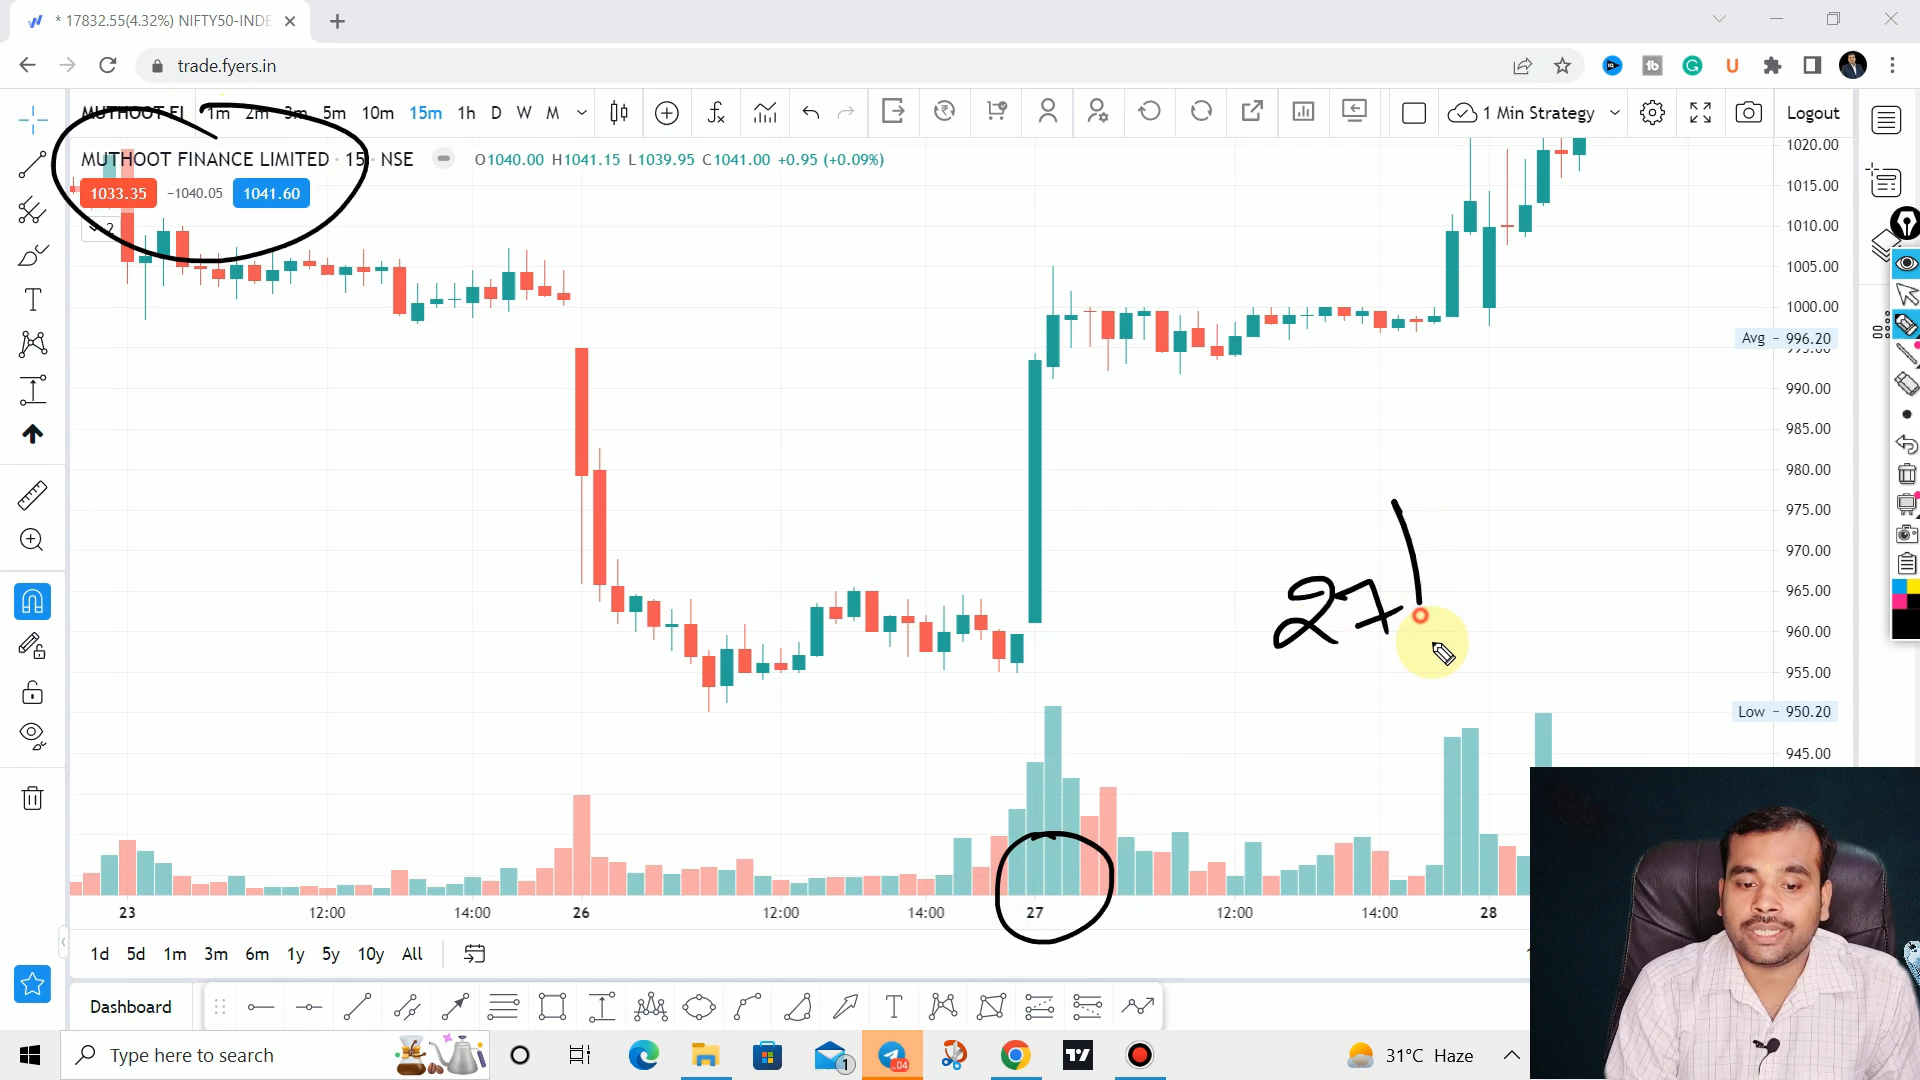 * 17832.55(4.32%) NIFTY50-INDE
trade.fyers.in
MUTHOOT FI 1m 2m 3m 5m 10m 15m 1h D W M 1 Min Strategy Logout
MUTHOOT FINANCE LIMITED · 15 · NSE O1040.00 H1041.15 L1039.95 C1041.00 +0.95 (+0.09%)
1033.35 −1040.05 1041.60
2
1020.00
1015.00
1010.00
1005.00
1000.00
Avg − 996.20
995.00
990.00
985.00
980.00
975.00
970.00
965.00
960.00
955.00
Low − 950.20
945.00
27
23 12:00 14:00 26 12:00 14:00 27 12:00 14:00 28
1d 5d 1m 3m 6m 1y 5y 10y All
Dashboard
Type here to search
1
04
31°C Haze